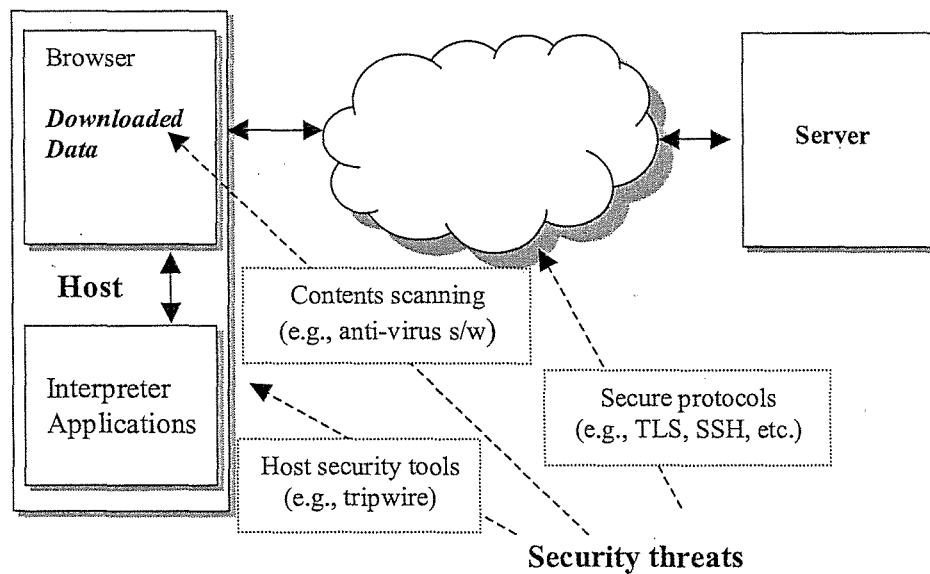 Browser
Downloaded
Data
Server
Host
Contents scanning
(e.g., anti-virus s/w)
Interpreter
Applications
Secure protocols
(e.g., TLS, SSH, etc.)
Host security tools
(e.g., tripwire)
Security threats